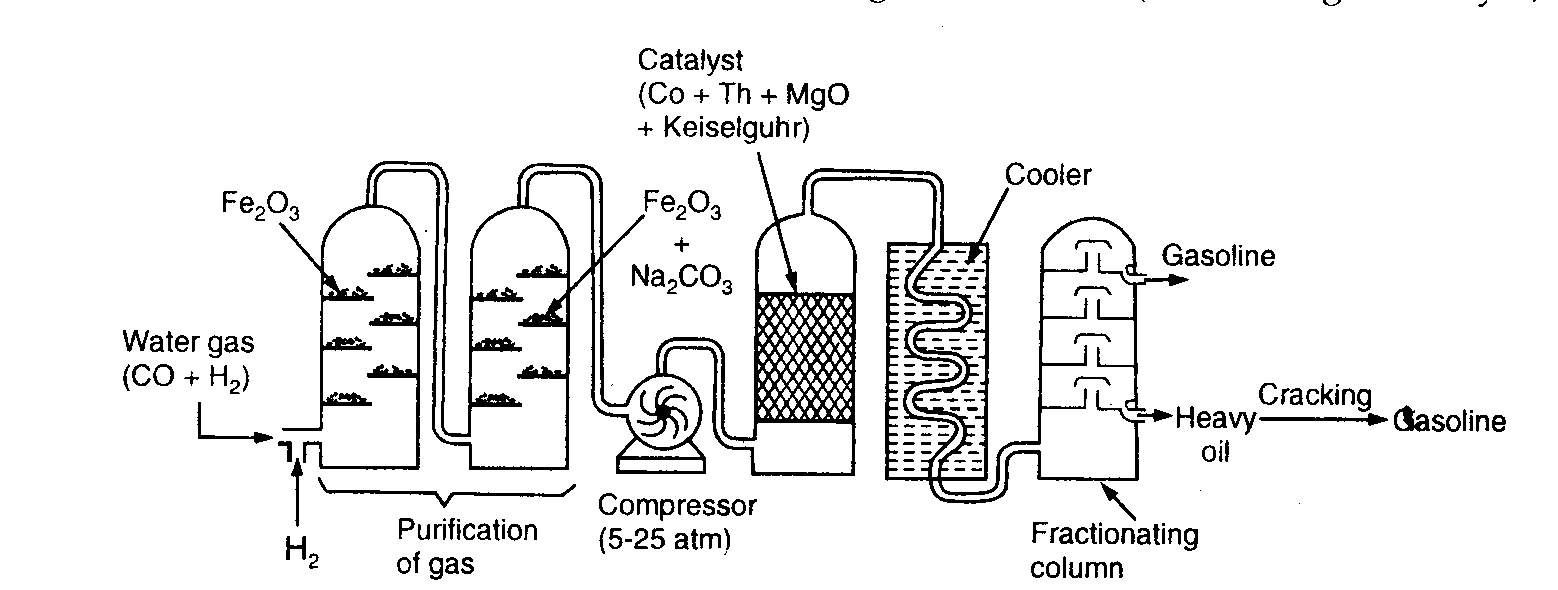 Catalyst
(Co + Th + MgO
+ Keiselguhr)
Cooler
Fe₂O₃
Fe₂O₃
+
Na₂CO₃
Gasoline
Water gas
(CO + H₂)
Cracking
Heavy
oil
Gasoline
H₂
Purification
of gas
Compressor
(5-25 atm)
Fractionating
column